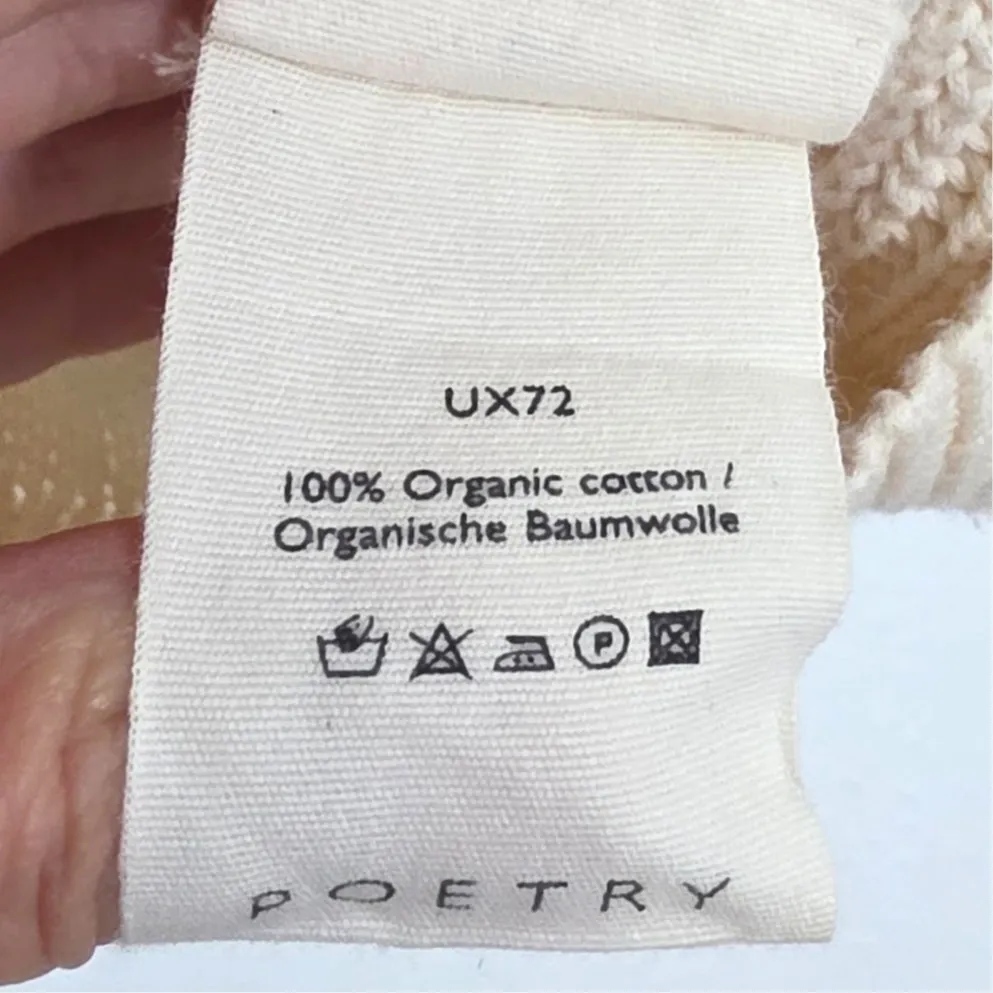 UX72
100% Organic cotton /
Organische Baumwolle
P
POETRY